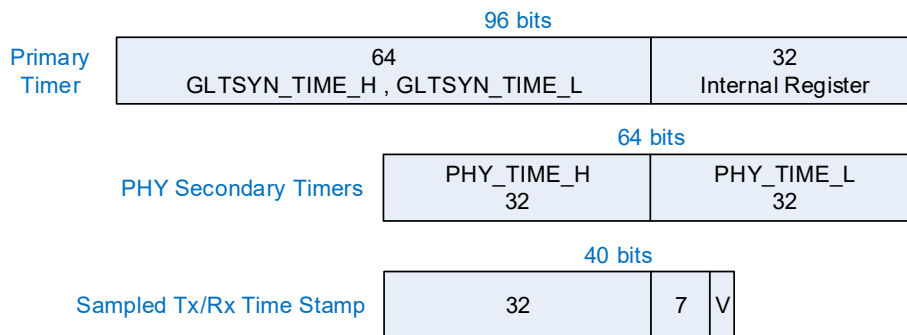 96 bits
Primary
Timer
64
GLTSYN_TIME_H , GLTSYN_TIME_L
32
Internal Register
64 bits
PHY Secondary Timers
PHY_TIME_H
32
PHY_TIME_L
32
40 bits
Sampled Tx/Rx Time Stamp
32
7
V